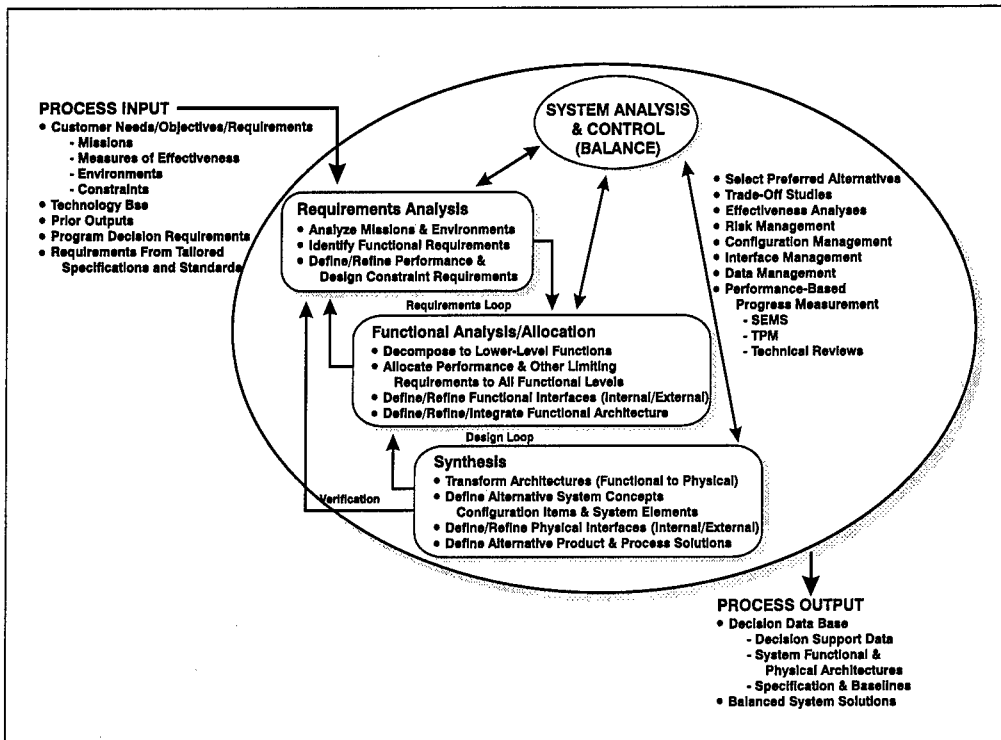 PROCESS INPUT
• Customer Needs/Objectives/Requirements
- Missions
- Measures of Effectiveness
- Environments
- Constraints
• Technology Bse
• Prior Outputs
• Program Decision Requirements
• Requirements From Tailored
Specifications and Standards
SYSTEM ANALYSIS
& CONTROL
(BALANCE)
• Select Preferred Alternatives
• Trade-Off Studies
• Effectiveness Analyses
• Risk Management
• Configuration Management
• Interface Management
• Data Management
• Performance-Based
Progress Measurement
- SEMS
- TPM
- Technical Reviews
Requirements Analysis
• Analyze Missions & Environments
• Identify Functional Requirements
• Define/Refine Performance &
Design Constraint Requirements
Requirements Loop
Functional Analysis/Allocation
• Decompose to Lower-Level Functions
• Allocate Performance & Other Limiting
Requirements to All Functional Levels
• Define/Refine Functional Interfaces (Internal/External)
• Define/Refine/Integrate Functional Architecture
Design Loop
Synthesis
• Transform Architectures (Functional to Physical)
• Define Alternative System Concepts
Configuration Items & System Elements
• Define/Refine Physical Interfaces (Internal/External)
• Define Alternative Product & Process Solutions
Verification
PROCESS OUTPUT
• Decision Data Base
- Decision Support Data
- System Functional &
Physical Architectures
- Specification & Baselines
• Balanced System Solutions